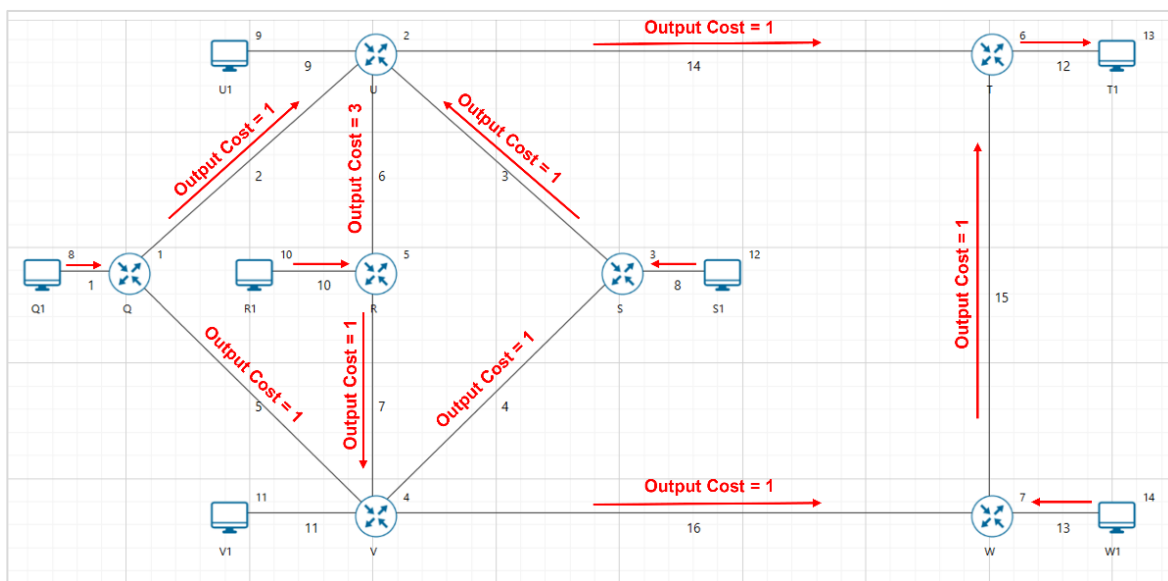 Output Cost = 1
9
2
6
13
9
14
12
U1
U
T
T1
Output Cost = 1
Output Cost = 3
Output Cost = 1
2
6
3
8
1
10
5
3
12
1
10
8
Q1
Q
R1
R
S
S1
Output Cost = 1
15
Output Cost = 1
Output Cost = 1
Output Cost = 1
5
7
4
Output Cost = 1
11
4
7
14
11
16
13
V1
V
W
W1